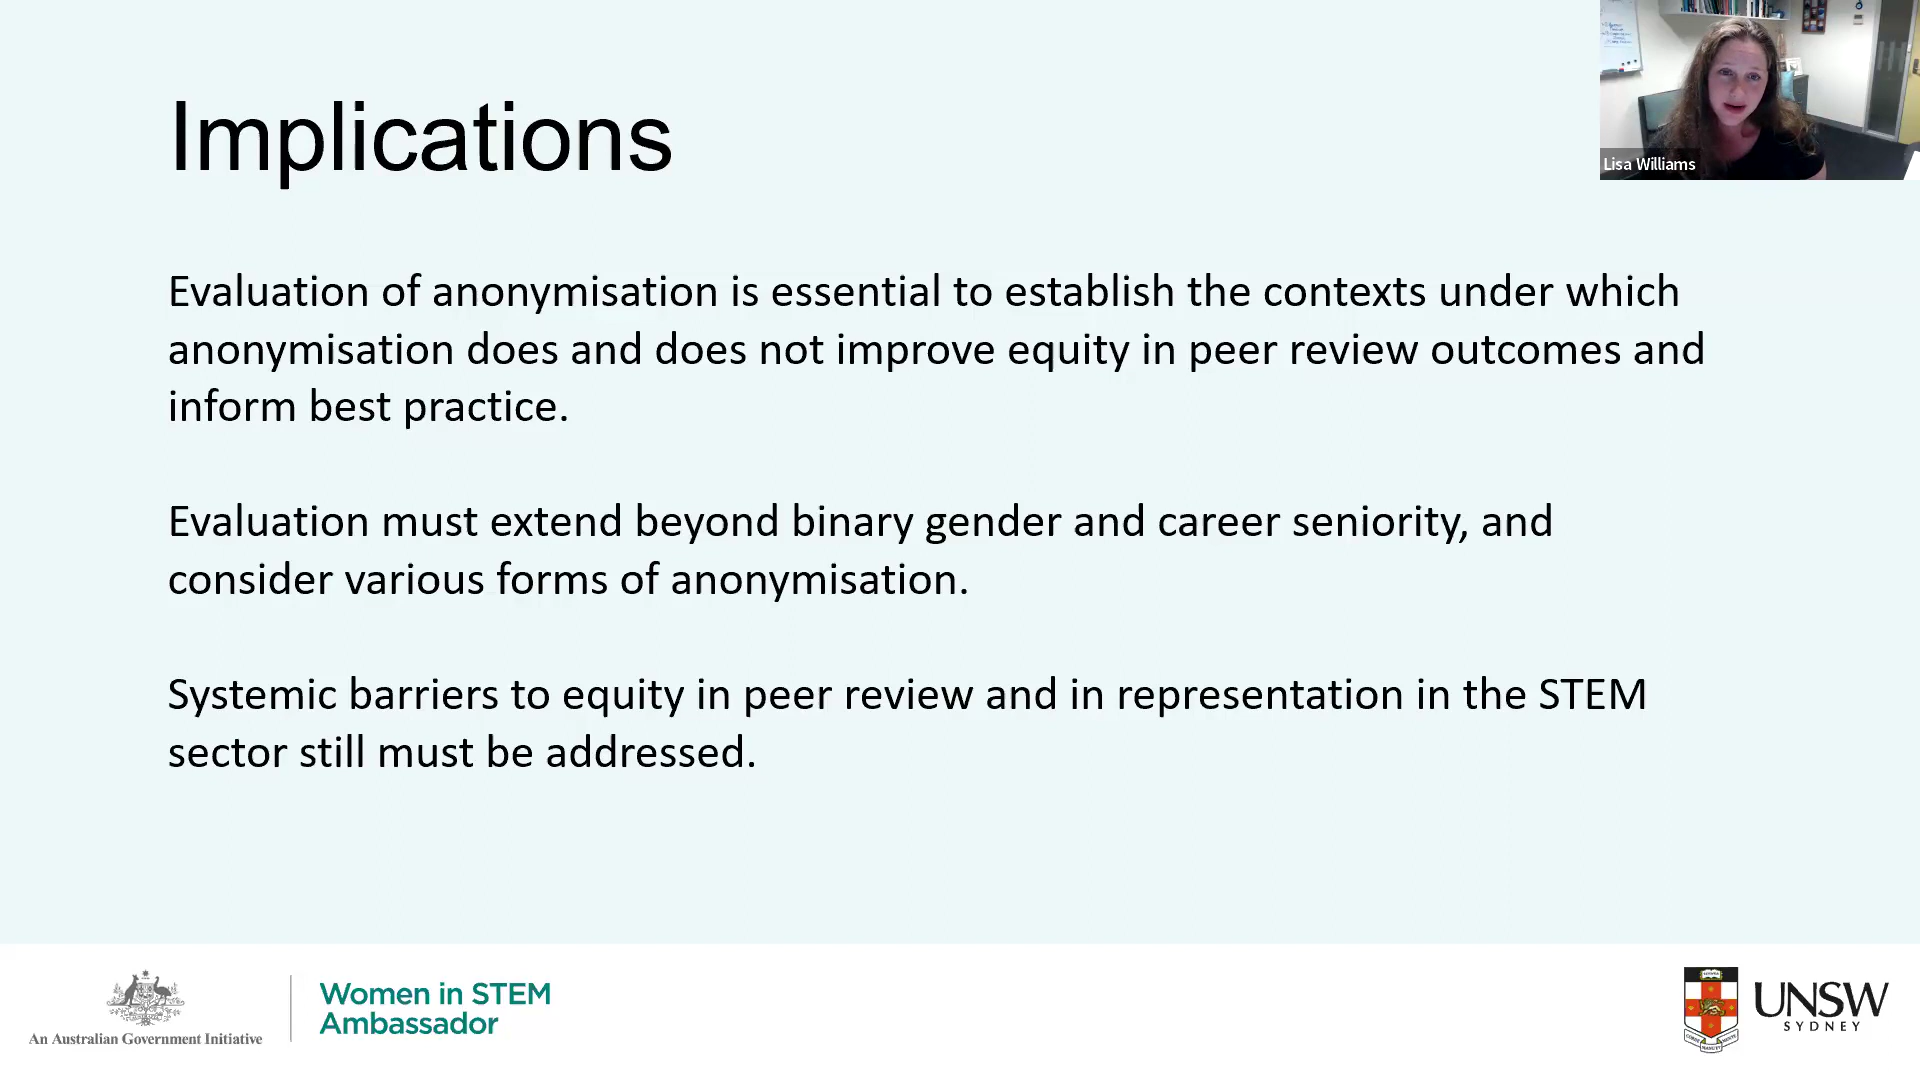 Implications
Lisa Williams
Evaluation of anonymisation is essential to establish the contexts under which
anonymisation does and does not improve equity in peer review outcomes and
inform best practice.
Evaluation must extend beyond binary gender and career seniority, and
consider various forms of anonymisation.
Systemic barriers to equity in peer review and in representation in the STEM
sector still must be addressed.
An Australian Government Initiative
Women in STEM
Ambassador
UNSW
SYDNEY